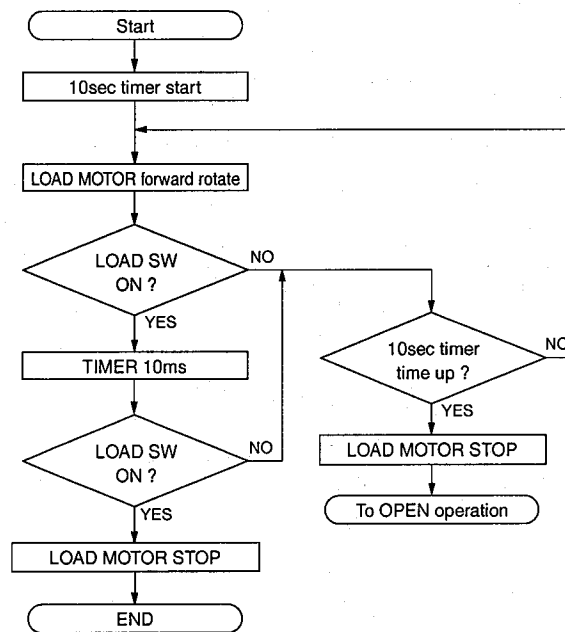 Start
10sec timer start
LOAD MOTOR forward rotate
LOAD SW
ON ?
NO
YES
TIMER 10ms
LOAD SW
ON ?
NO
YES
LOAD MOTOR STOP
END
10sec timer
time up ?
NO
YES
LOAD MOTOR STOP
To OPEN operation